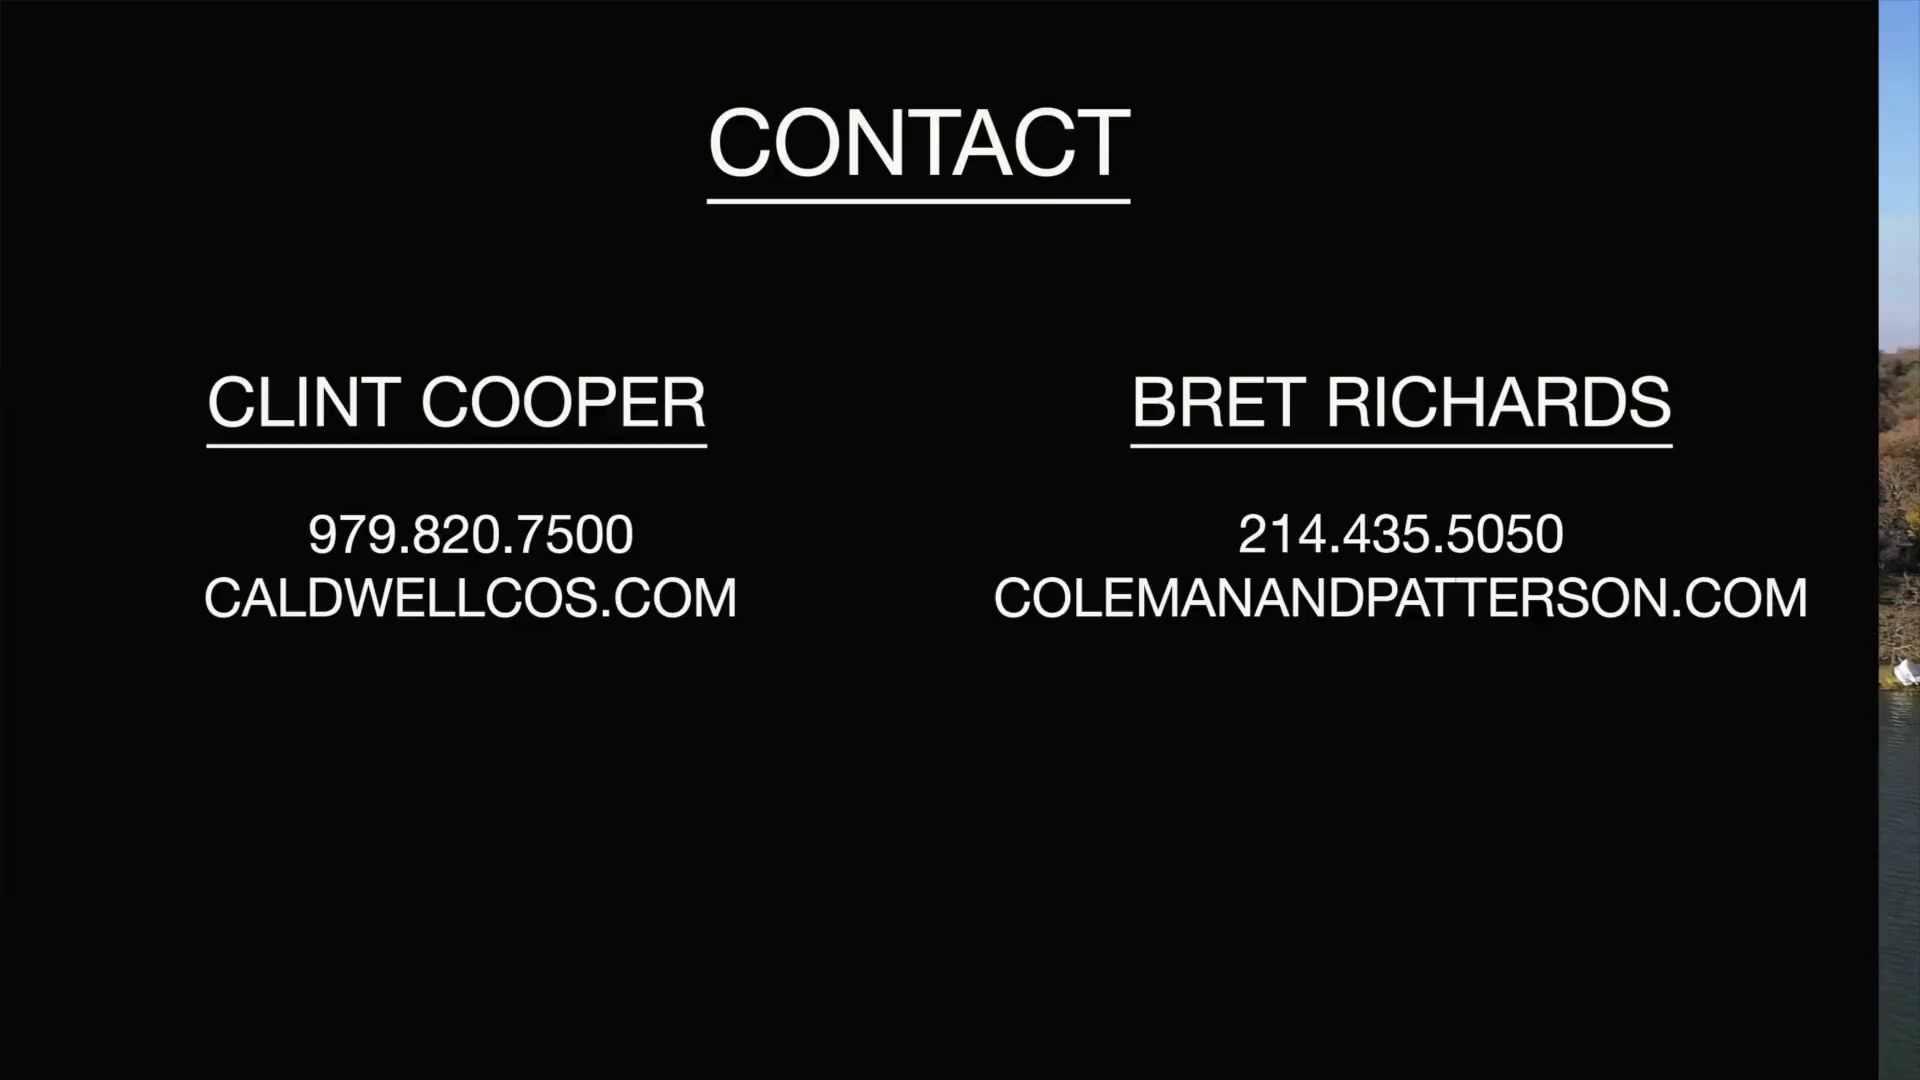 CONTACT
CLINT COOPER
979.820.7500
CALDWELLCOS.COM
BRET RICHARDS
214.435.5050
COLEMANANDPATTERSON.COM